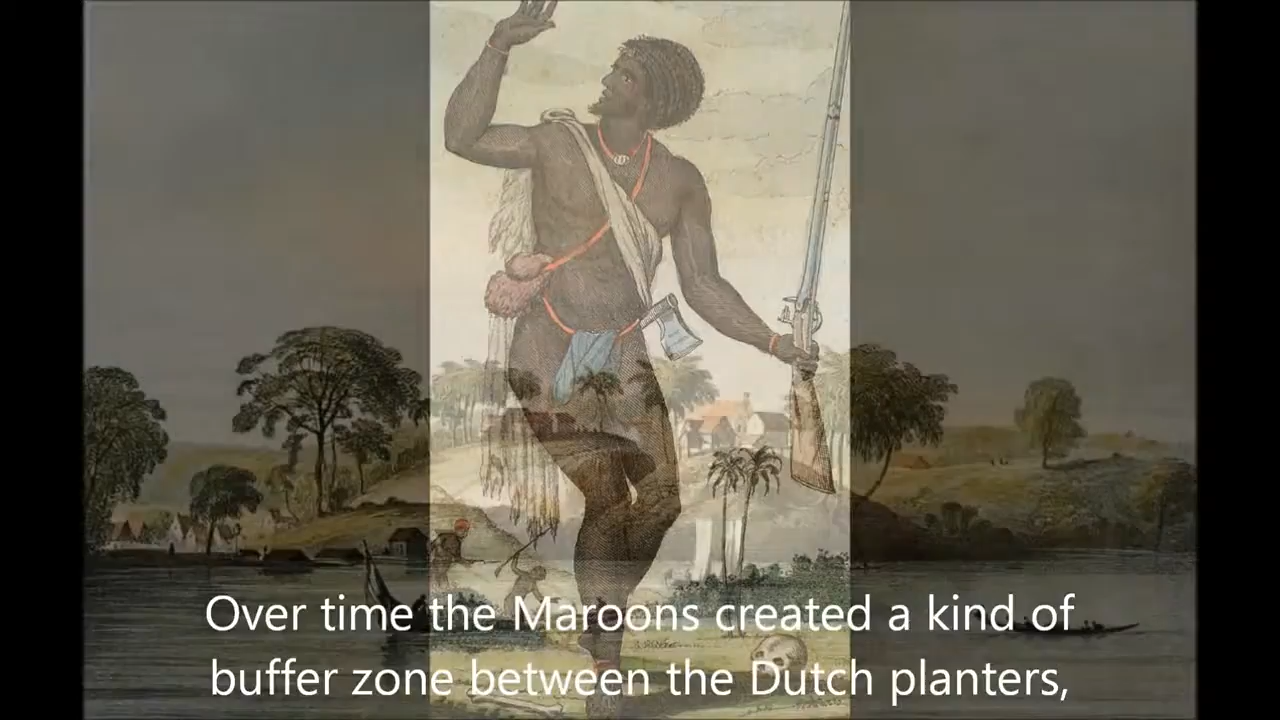 Over time the Maroons created a kind of
buffer zone between the Dutch planters,